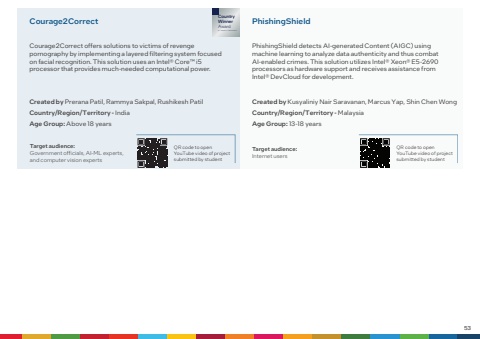 Courage2Correct
Country
Winner
Courage2Correct offers solutions to victims of revenge
pornography by implementing a layered filtering system focused
on facial recognition. This solution uses an Intel® Core™ i5
processor that provides much-needed computational power.
Created by Prerana Patil, Rammya Sakpal, Rushikesh Patil
Country/Region/Territory - India
Age Group: Above 18 years
Target audience:
Government officials, AI-ML experts,
and computer vision experts
QR code to open
YouTube video of project
submitted by student
PhishingShield
PhishingShield detects AI-generated Content (AIGC) using
machine learning to analyze data authenticity and thus combat
AI-enabled crimes. This solution utilizes Intel® Xeon® E5-2690
processors as hardware support and receives assistance from
Intel® DevCloud for development.
Created by Kusyaliniy Nair Saravanan, Marcus Yap, Shin Chen Wong
Country/Region/Territory - Malaysia
Age Group: 13-18 years
Target audience:
Internet users
QR code to open
YouTube video of project
submitted by student
53